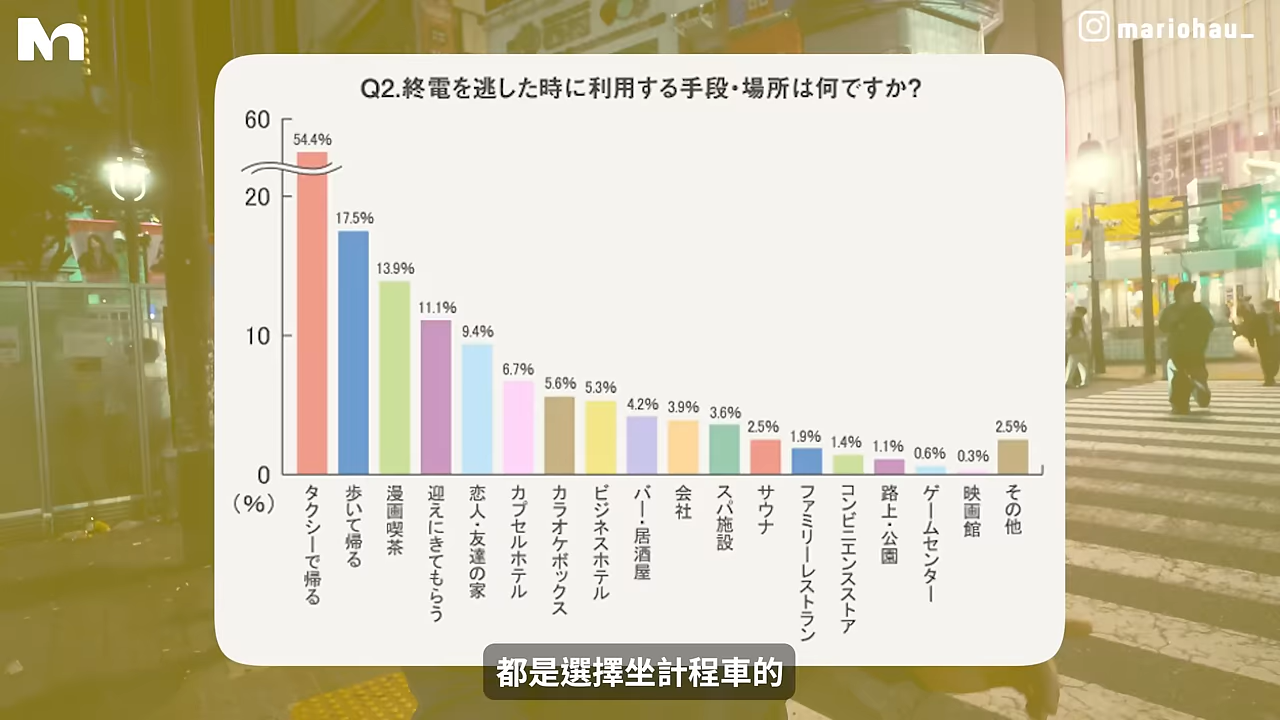 mariohau_
Q2.終電を逃した時に利用する手段・場所は何ですか?
60
20
10
0
(%)
54.4%
17.5%
13.9%
11.1%
9.4%
6.7%
5.6%
5.3%
4.2%
3.9%
3.6%
2.5%
1.9%
1.4%
1.1%
0.6%
0.3%
2.5%
タクシーで帰る
歩いて帰る
漫画喫茶
迎えにきてもらう
恋人・友達の家
カプセルホテル
カラオケボックス
ビジネスホテル
バー・居酒屋
会社
スパ施設
サウナ
ファミリーレストラン
コンビニエンスストア
路上・公園
ゲームセンター
映画館
その他
都是選擇坐計程車的